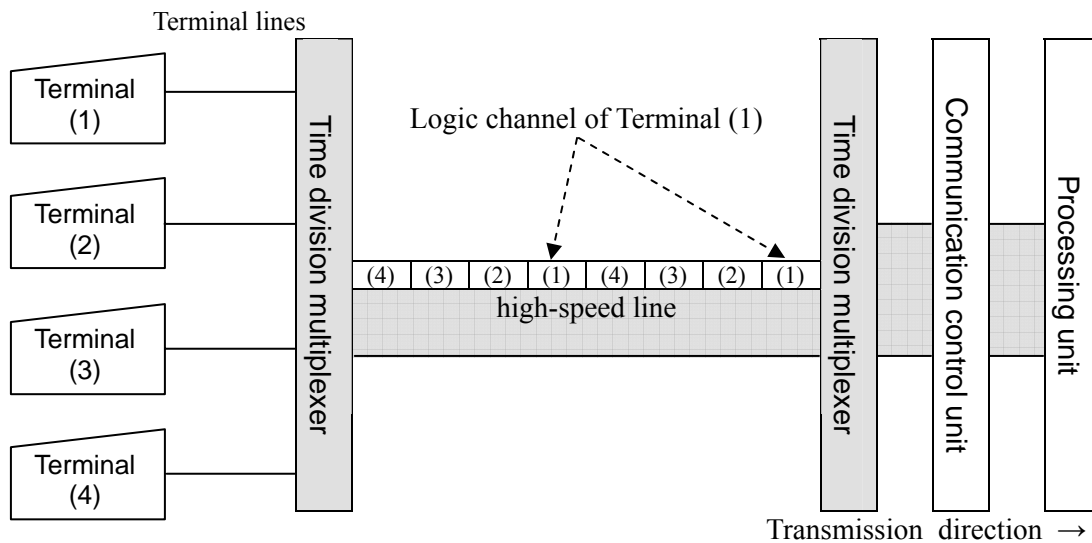 Terminal lines
Terminal
(1)
Terminal
(2)
Terminal
(3)
Terminal
(4)
Time division multiplexer
Logic channel of Terminal (1)
(4) (3) (2) (1) (4) (3) (2) (1)
high-speed line
Time division multiplexer
Communication control unit
Processing unit
Transmission direction →